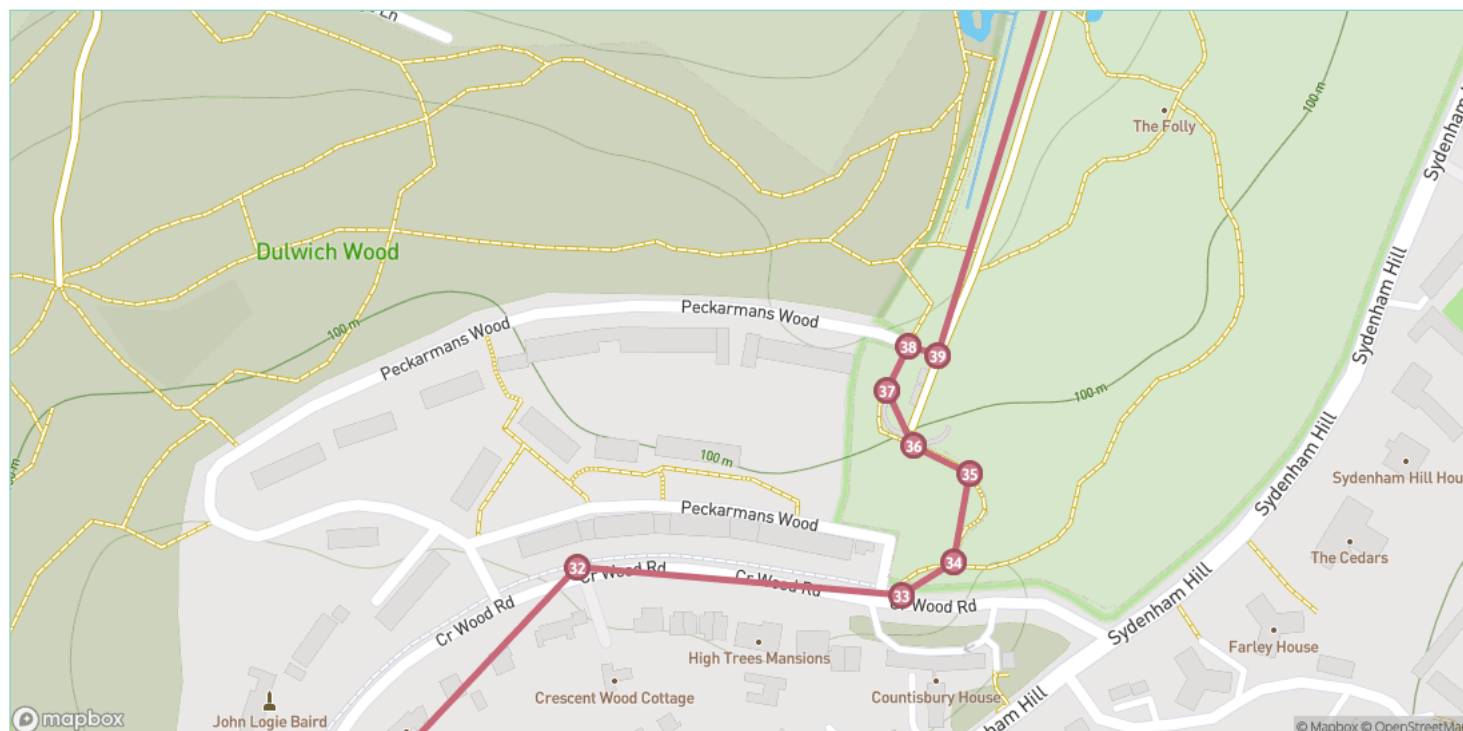 Ln
100 m
The Folly
Sydenham Hill
Dulwich Wood
Sydenham Hill
Peckarmans Wood
100 m
Peckarmans Wood
38
39
37
100 m
36
35
100 m
Sydenham Hill
Sydenham Hill Hou
Peckarmans Wood
The Cedars
32
34
Cr Wood Rd
Cr Wood Rd
33
Cr Wood Rd
Cr Wood Rd
Sydenham Hill
High Trees Mansions
Farley House
Crescent Wood Cottage
Countisbury House
John Logie Baird
mapbox
© Mapbox © OpenStreetMap